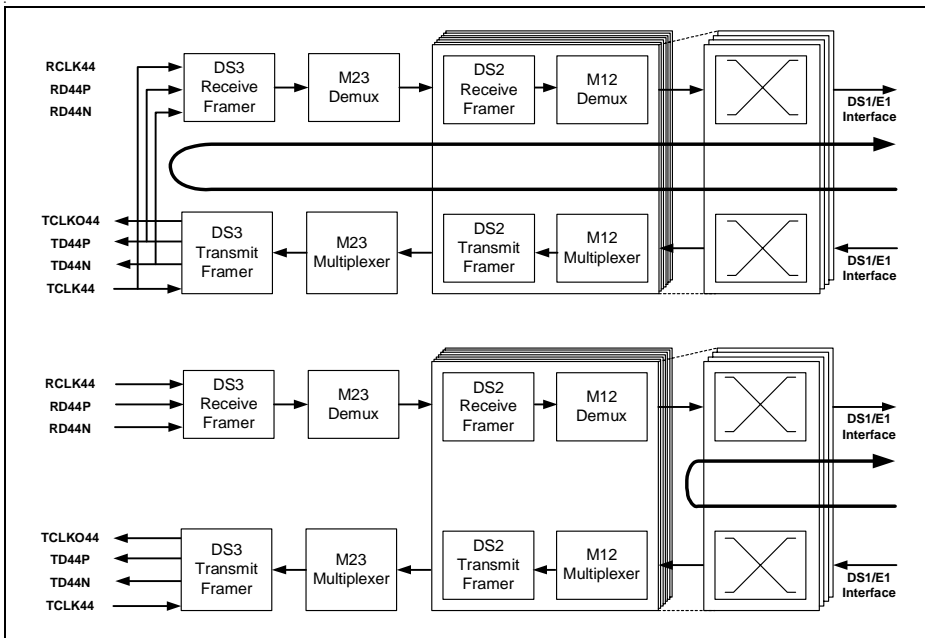 RCLK44
RD44P
RD44N
DS3
Receive
Framer
M23
Demux
DS2
Receive
Framer
M12
Demux
DS1/E1
Interface
TCLKO44
TD44P
TD44N
TCLK44
DS3
Transmit
Framer
M23
Multiplexer
DS2
Transmit
Framer
M12
Multiplexer
DS1/E1
Interface
RCLK44
RD44P
RD44N
DS3
Receive
Framer
M23
Demux
DS2
Receive
Framer
M12
Demux
DS1/E1
Interface
TCLKO44
TD44P
TD44N
TCLK44
DS3
Transmit
Framer
M23
Multiplexer
DS2
Transmit
Framer
M12
Multiplexer
DS1/E1
Interface